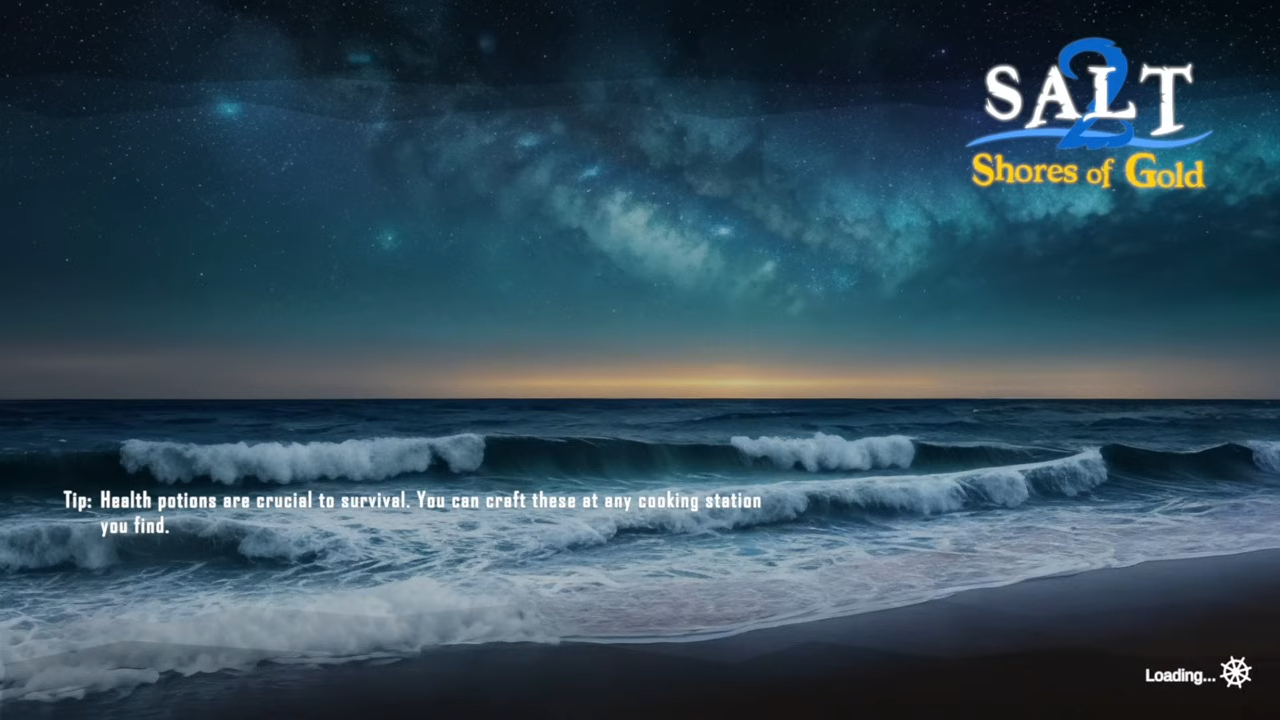 SALT
2
Shores of Gold
Tip: Health potions are crucial to survival. You can craft these at any cooking station
you find.
Loading...